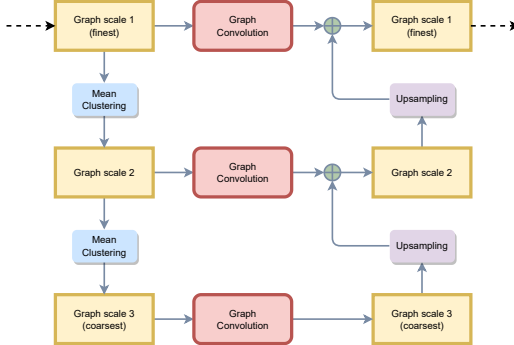 Graph scale 1
(finest)
Graph
Convolution
Graph scale 1
(finest)
Mean
Clustering
Upsampling
Graph scale 2
Graph
Convolution
Graph scale 2
Mean
Clustering
Upsampling
Graph scale 3
(coarsest)
Graph
Convolution
Graph scale 3
(coarsest)